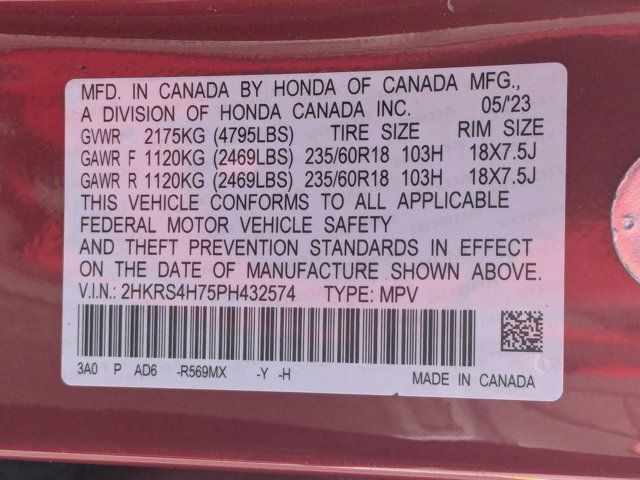 MFD. IN CANADA BY HONDA OF CANADA MFG.,
A DIVISION OF HONDA CANADA INC. 05/'23
GVWR 2175KG (4795LBS) TIRE SIZE RIM SIZE
GAWR F 1120KG (2469LBS) 235/60R18 103H 18X7.5J
GAWR R 1120KG (2469LBS) 235/60R18 103H 18X7.5J
THIS VEHICLE CONFORMS TO ALL APPLICABLE
FEDERAL MOTOR VEHICLE SAFETY
AND THEFT PREVENTION STANDARDS IN EFFECT
ON THE DATE OF MANUFACTURE SHOWN ABOVE.
V.I.N.: 2HKRS4H75PH432574 TYPE: MPV
3A0 P AD6 -R569MX -Y -H MADE IN CANADA